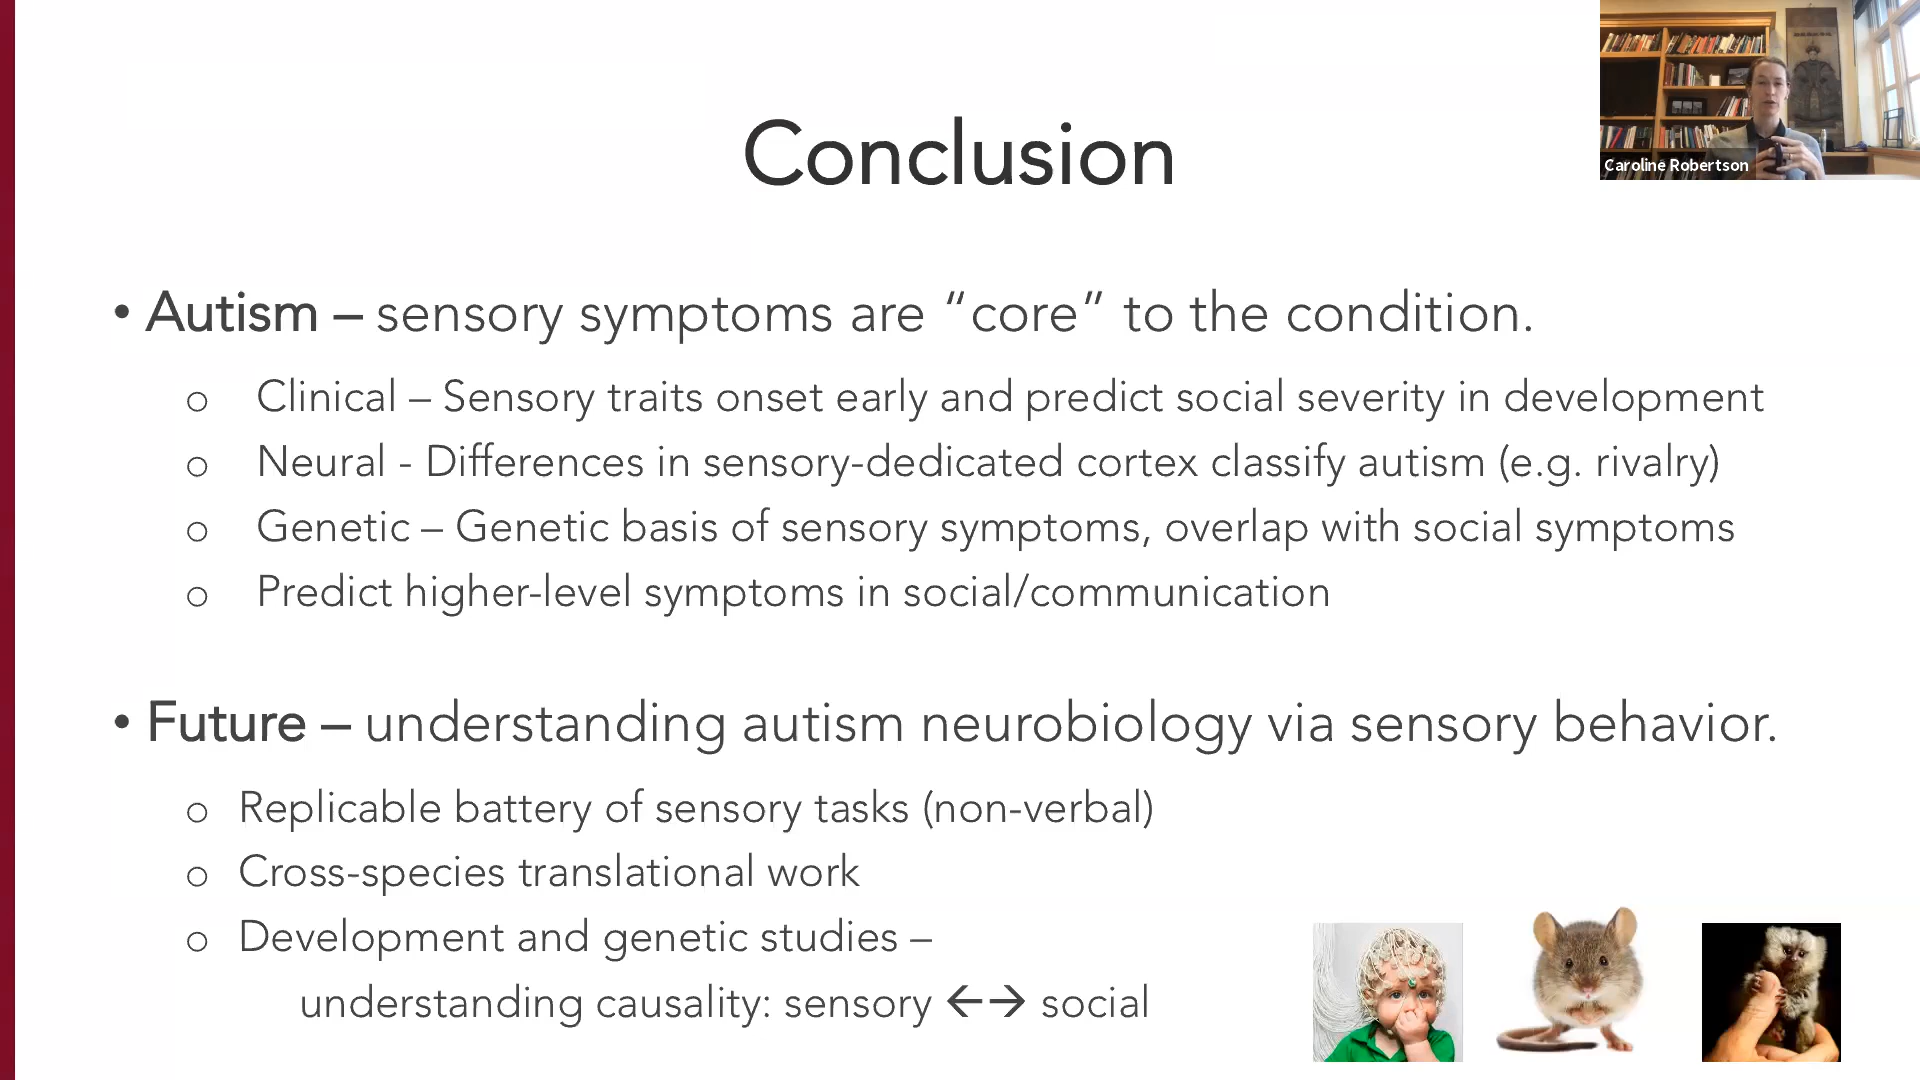 Conclusion
Caroline Robertson
• Autism – sensory symptoms are “core” to the condition.
o Clinical – Sensory traits onset early and predict social severity in development
o Neural - Differences in sensory-dedicated cortex classify autism (e.g. rivalry)
o Genetic – Genetic basis of sensory symptoms, overlap with social symptoms
o Predict higher-level symptoms in social/communication
• Future – understanding autism neurobiology via sensory behavior.
o Replicable battery of sensory tasks (non-verbal)
o Cross-species translational work
o Development and genetic studies –
understanding causality: sensory ←→ social